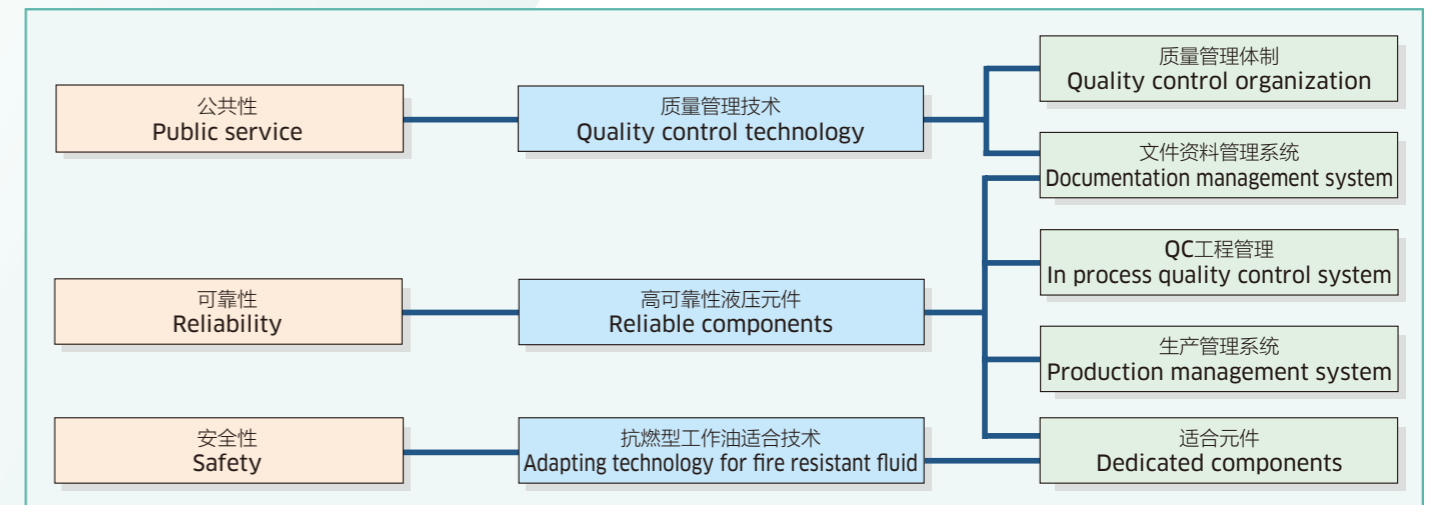 公共性
Public service
质量管理技术
Quality control technology
质量管理体制
Quality control organization
文件资料管理系统
Documentation management system
可靠性
Reliability
高可靠性液压元件
Reliable components
QC工程管理
In process quality control system
生产管理系统
Production management system
安全性
Safety
抗燃型工作油适合技术
Adapting technology for fire resistant fluid
适合元件
Dedicated components